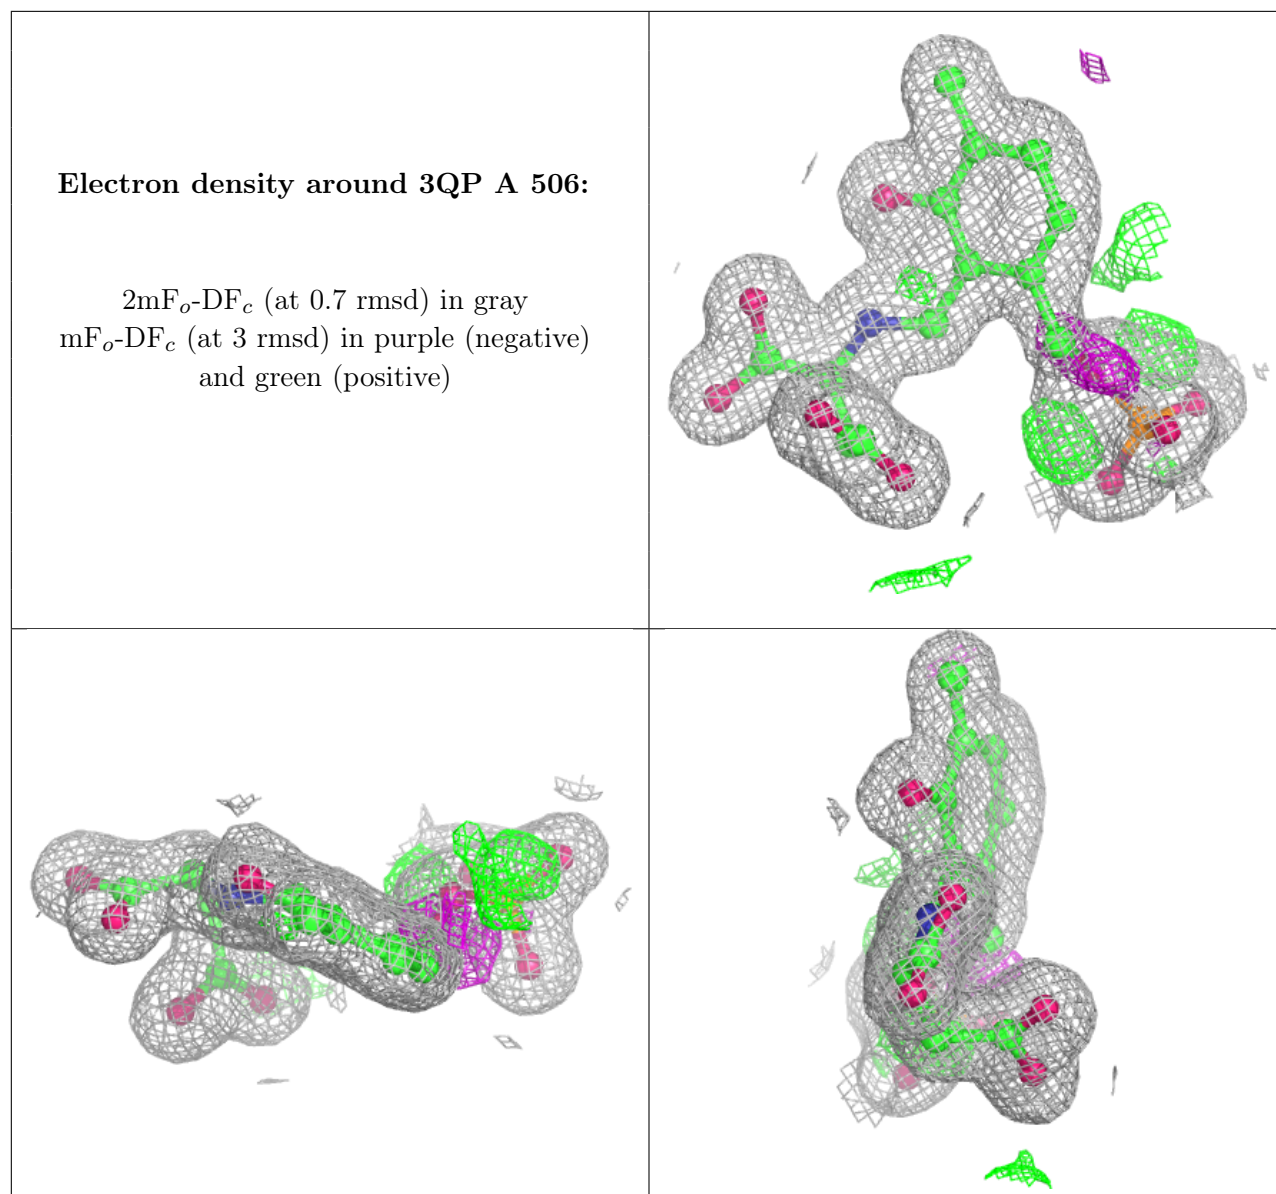 Electron density around 3QP A 506:
2mFo-DFc (at 0.7 rmsd) in gray
mFo-DFc (at 3 rmsd) in purple (negative)
and green (positive)